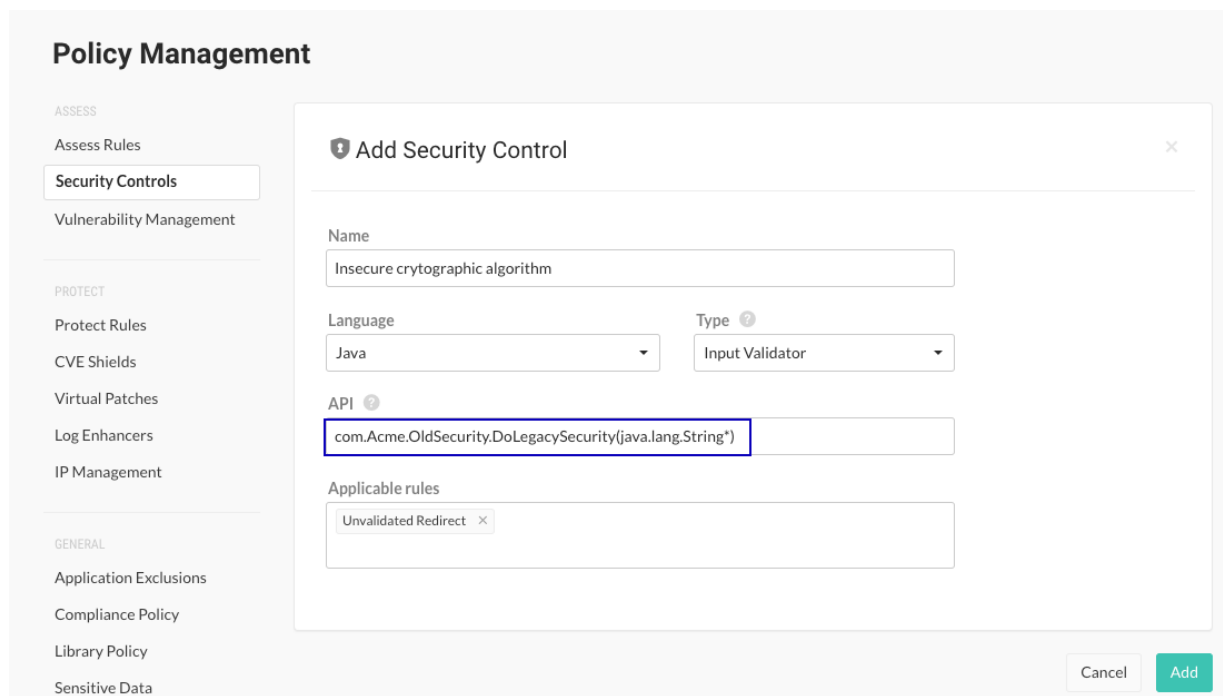 Policy Management
ASSESS
Assess Rules
Security Controls
Vulnerability Management
PROTECT
Protect Rules
CVE Shields
Virtual Patches
Log Enhancers
IP Management
GENERAL
Application Exclusions
Compliance Policy
Library Policy
Sensitive Data
Add Security Control
Name
Insecure crytographic algorithm
Language
Type ?
Java
Input Validator
API ?
com.Acme.OldSecurity.DoLegacySecurity(java.lang.String*)
Applicable rules
Unvalidated Redirect ×
Cancel
Add